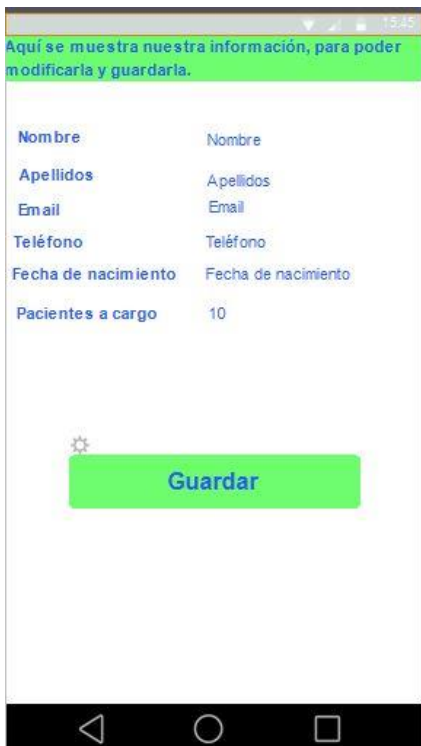 15:45
Aquí se muestra nuestra información, para poder
modificarla y guardarla.
Nombre Nombre
Apellidos Apellidos
Email Email
Teléfono Teléfono
Fecha de nacimiento Fecha de nacimiento
Pacientes a cargo 10
Guardar